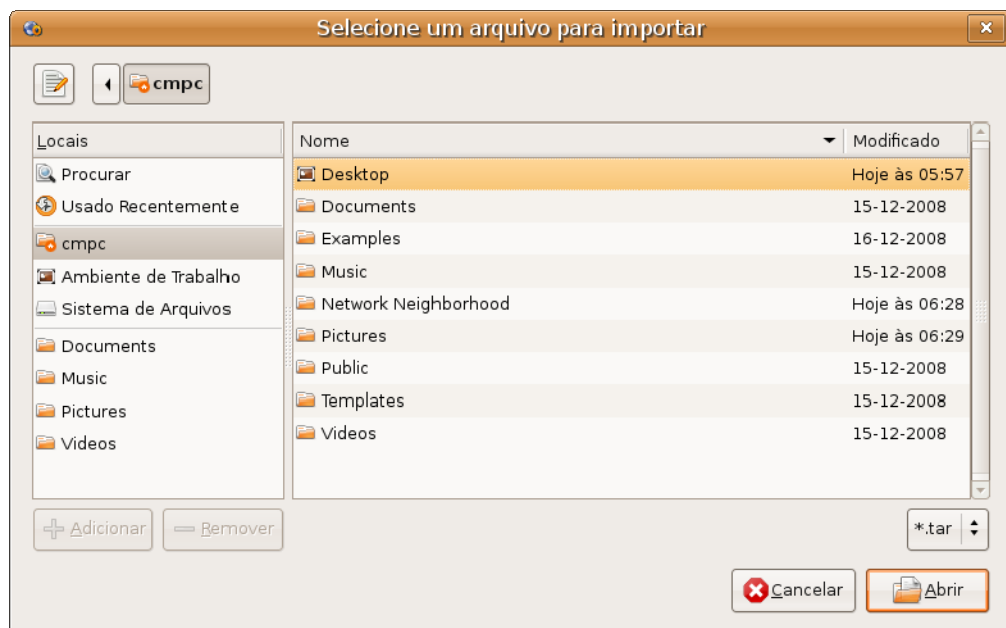 Selecione um arquivo para importar
cmpc
Locais
Procurar
Usado Recentemente
cmpc
Ambiente de Trabalho
Sistema de Arquivos
Documents
Music
Pictures
Videos
Nome Modificado
Desktop Hoje às 05:57
Documents 15-12-2008
Examples 16-12-2008
Music 15-12-2008
Network Neighborhood Hoje às 06:28
Pictures Hoje às 06:29
Public 15-12-2008
Templates 15-12-2008
Videos 15-12-2008
Adicionar Remover *.tar
Cancelar Abrir